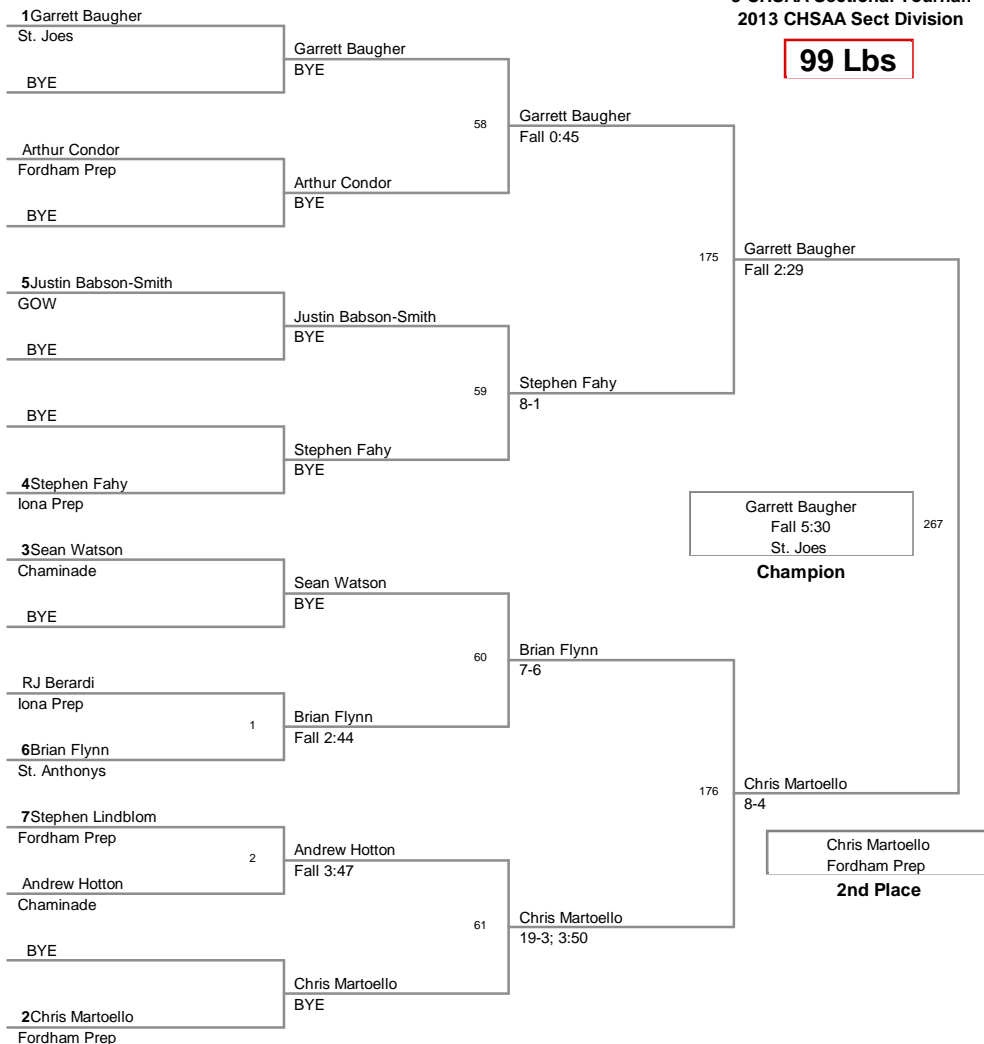 2013 CHSAA Sect Division
99 Lbs
1Garrett Baugher
St. Joes
BYE
Garrett Baugher
BYE
Arthur Condor
Fordham Prep
BYE
Arthur Condor
BYE
58
Garrett Baugher
Fall 0:45
5Justin Babson-Smith
GOW
BYE
Justin Babson-Smith
BYE
BYE
4Stephen Fahy
Iona Prep
Stephen Fahy
BYE
59
Stephen Fahy
8-1
175
Garrett Baugher
Fall 2:29
3Sean Watson
Chaminade
BYE
Sean Watson
BYE
RJ Berardi
Iona Prep
1
6Brian Flynn
St. Anthonys
Brian Flynn
Fall 2:44
60
Brian Flynn
7-6
7Stephen Lindblom
Fordham Prep
2
Andrew Hotton
Chaminade
Andrew Hotton
Fall 3:47
BYE
2Chris Martoello
Fordham Prep
Chris Martoello
BYE
61
Chris Martoello
19-3; 3:50
176
Chris Martoello
8-4
267
Garrett Baugher
Fall 5:30
St. Joes
Champion
Chris Martoello
Fordham Prep
2nd Place